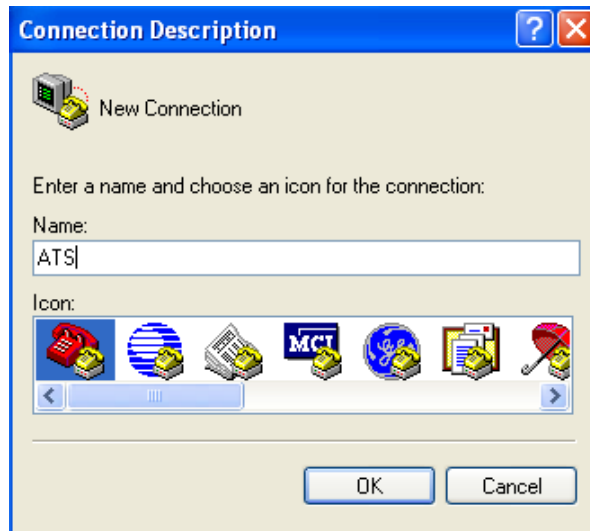 Connection Description
New Connection
Enter a name and choose an icon for the connection:
Name:
ATS
Icon:
MCI
OK Cancel